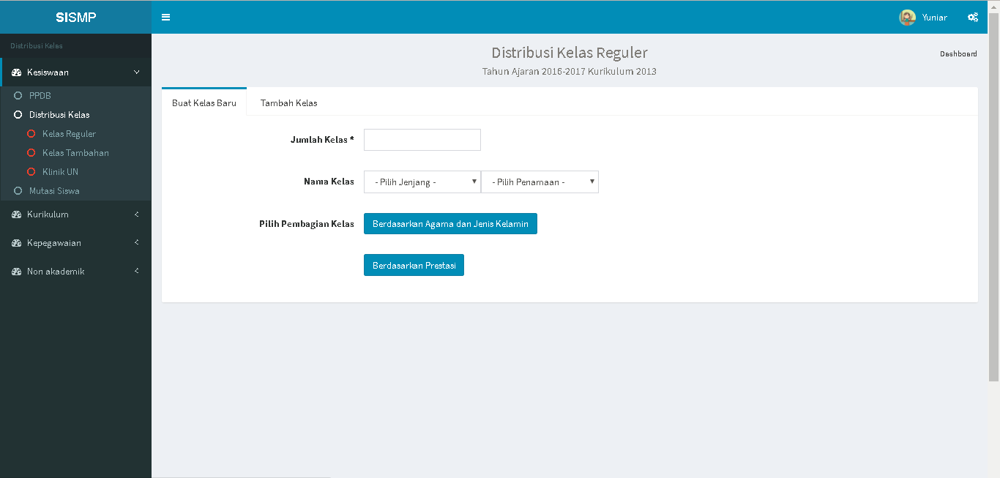 SISMP
Yuniar
Distribusi Kelas
Kesiswaan
PPDB
Distribusi Kelas
Kelas Reguler
Kelas Tambahan
Klinik UN
Mutasi Siswa
Kurikulum
Kepegawaian
Non akademik
Distribusi Kelas Reguler
Dashboard
Tahun Ajaran 2016-2017 Kurikulum 2013
Buat Kelas Baru
Tambah Kelas
Jumlah Kelas *
Nama Kelas - Pilih Jenjang - - Pilih Penamaan -
Pilih Pembagian Kelas Berdasarkan Agama dan Jenis Kelamin
Berdasarkan Prestasi